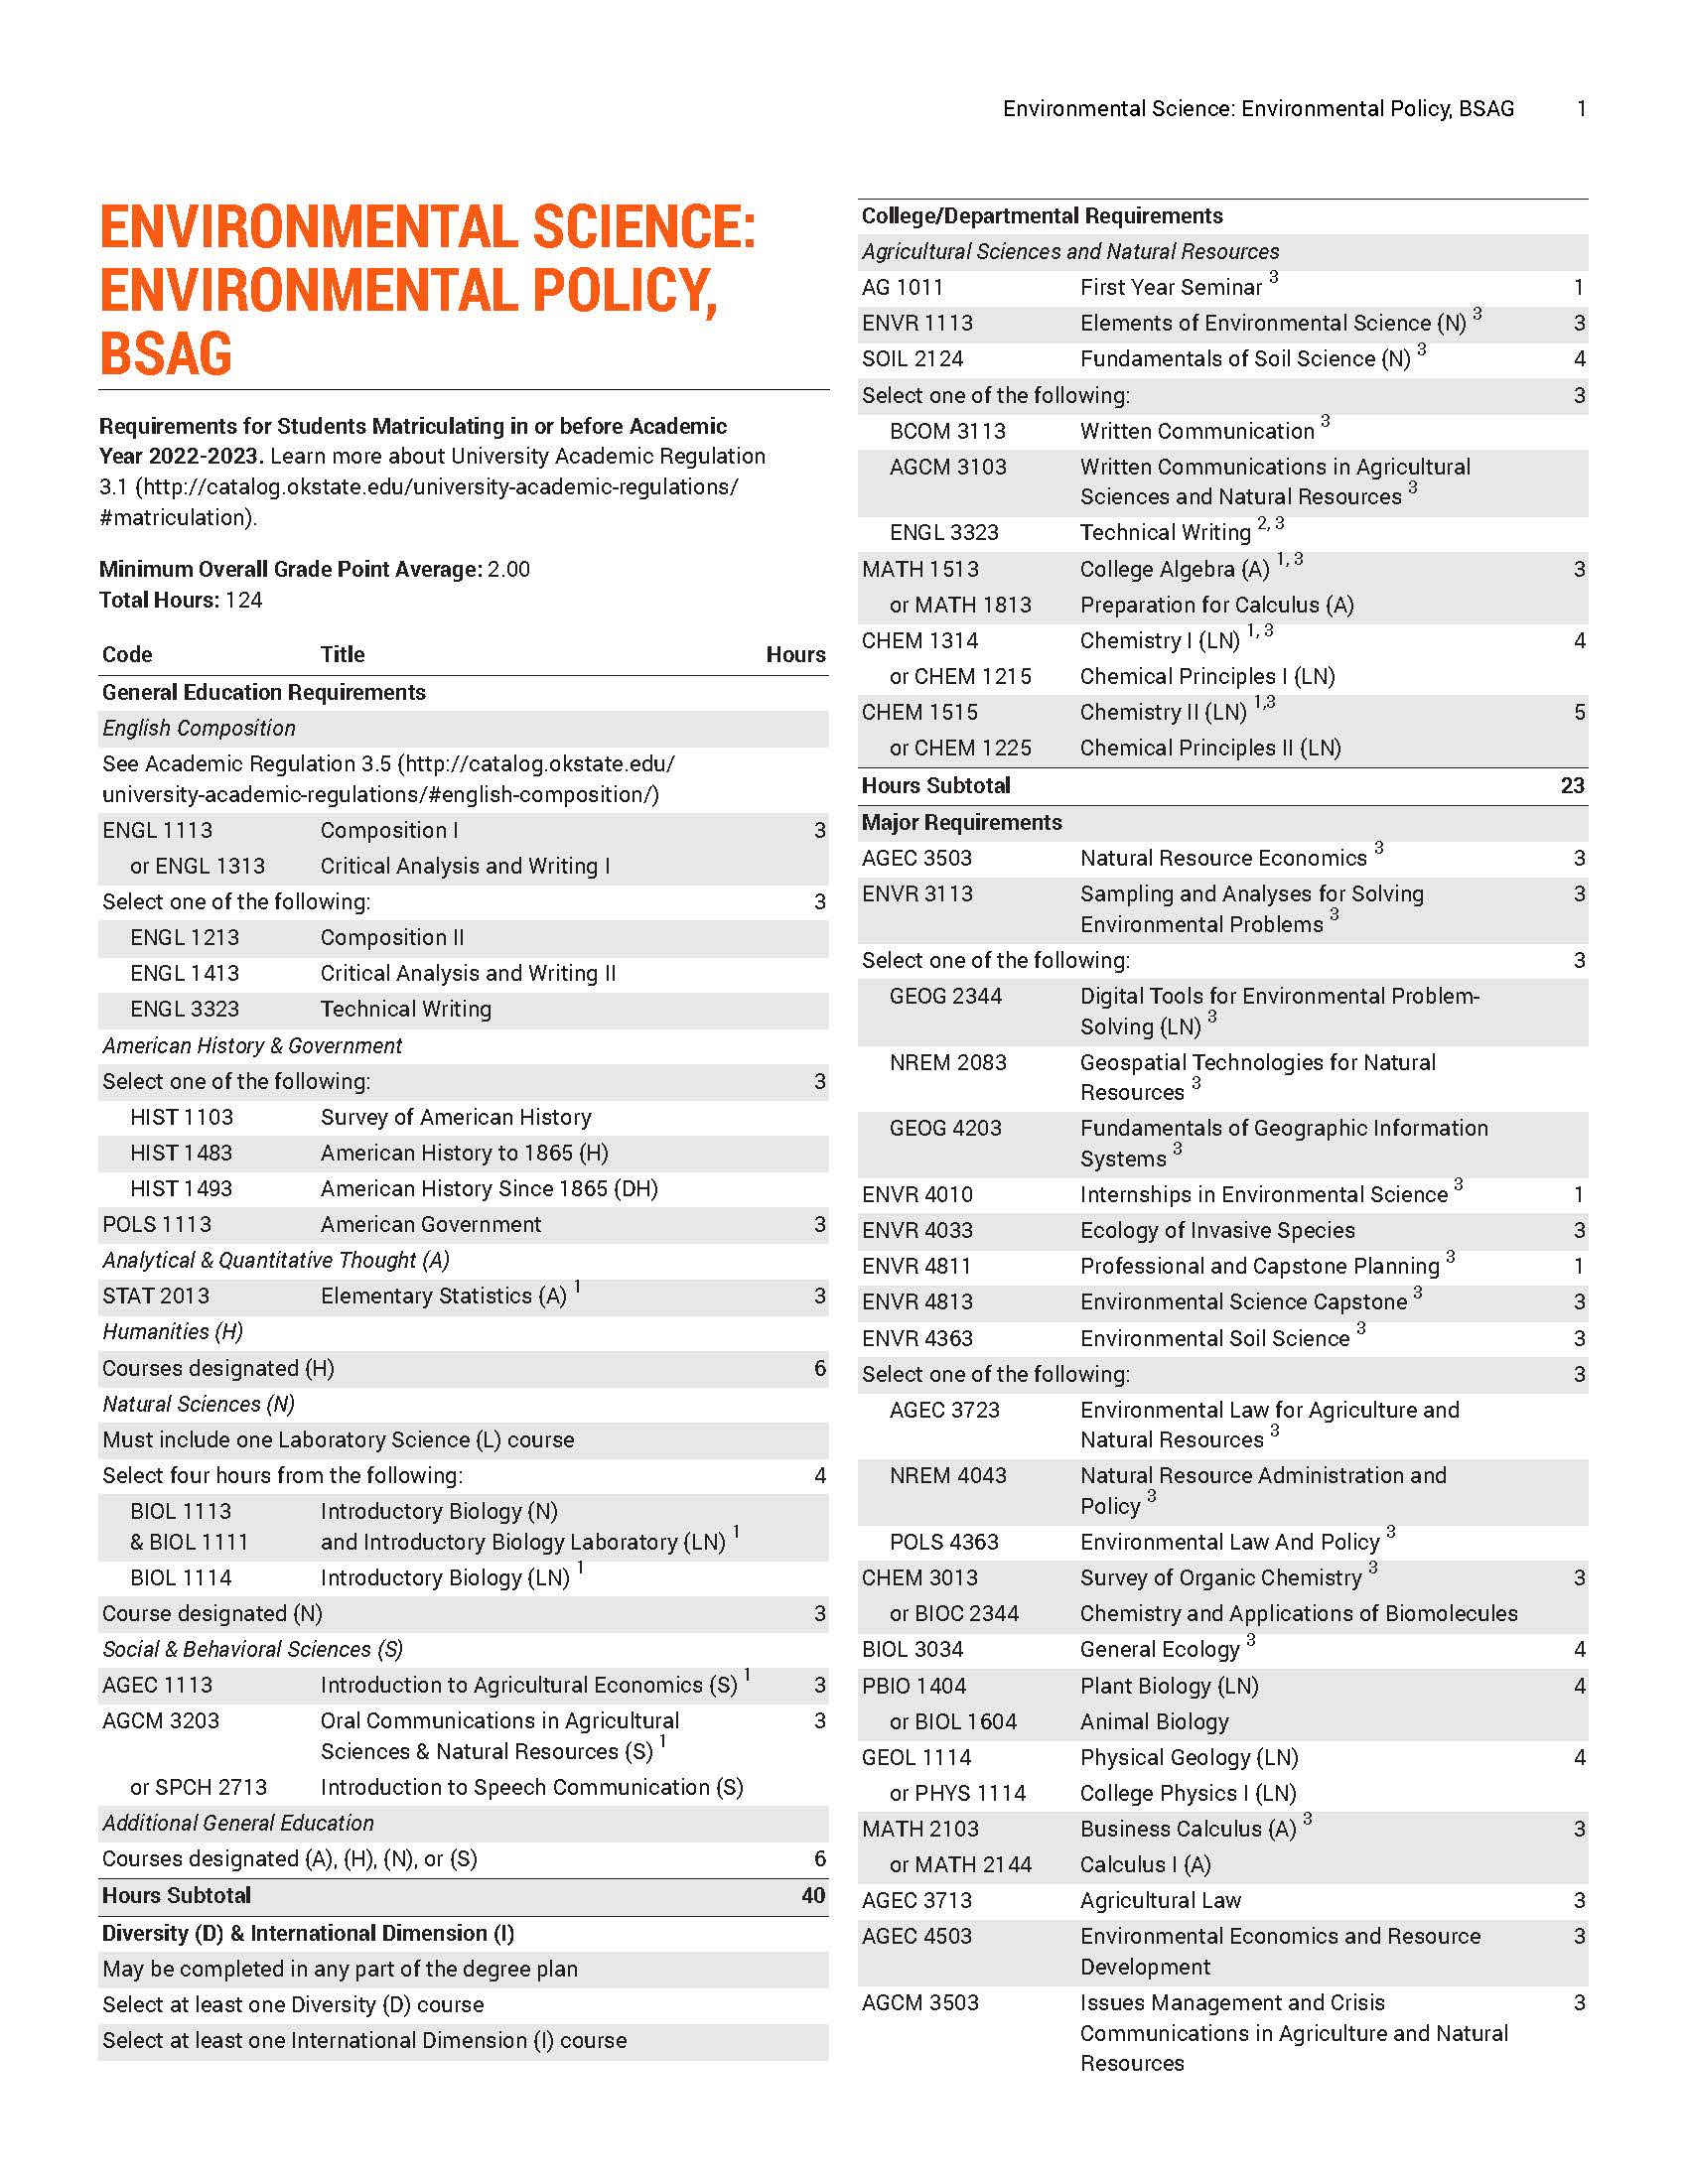 Environmental Science: Environmental Policy, BSAG 1
ENVIRONMENTAL SCIENCE:
ENVIRONMENTAL POLICY,
BSAG
Requirements for Students Matriculating in or before Academic
Year 2022-2023. Learn more about University Academic Regulation
3.1 (http://catalog.okstate.edu/university-academic-regulations/
#matriculation).
Minimum Overall Grade Point Average: 2.00
Total Hours: 124
Code Title Hours
General Education Requirements
English Composition
See Academic Regulation 3.5 (http://catalog.okstate.edu/
university-academic-regulations/#english-composition/)
ENGL 1113 Composition I 3
or ENGL 1313 Critical Analysis and Writing I
Select one of the following: 3
ENGL 1213 Composition II
ENGL 1413 Critical Analysis and Writing II
ENGL 3323 Technical Writing
American History & Government
Select one of the following: 3
HIST 1103 Survey of American History
HIST 1483 American History to 1865 (H)
HIST 1493 American History Since 1865 (DH)
POLS 1113 American Government 3
Analytical & Quantitative Thought (A)
STAT 2013 Elementary Statistics (A) 1 3
Humanities (H)
Courses designated (H) 6
Natural Sciences (N)
Must include one Laboratory Science (L) course
Select four hours from the following: 4
BIOL 1113 Introductory Biology (N)
& BIOL 1111 and Introductory Biology Laboratory (LN) 1
BIOL 1114 Introductory Biology (LN) 1
Course designated (N) 3
Social & Behavioral Sciences (S)
AGEC 1113 Introduction to Agricultural Economics (S) 1 3
AGCM 3203 Oral Communications in Agricultural 3
Sciences & Natural Resources (S) 1
or SPCH 2713 Introduction to Speech Communication (S)
Additional General Education
Courses designated (A), (H), (N), or (S) 6
Hours Subtotal 40
Diversity (D) & International Dimension (I)
May be completed in any part of the degree plan
Select at least one Diversity (D) course
Select at least one International Dimension (I) course
College/Departmental Requirements
Agricultural Sciences and Natural Resources
AG 1011 First Year Seminar 3 1
ENVR 1113 Elements of Environmental Science (N) 3 3
SOIL 2124 Fundamentals of Soil Science (N) 3 4
Select one of the following: 3
BCOM 3113 Written Communication 3
AGCM 3103 Written Communications in Agricultural
Sciences and Natural Resources 3
ENGL 3323 Technical Writing 2, 3
MATH 1513 College Algebra (A) 1, 3 3
or MATH 1813 Preparation for Calculus (A)
CHEM 1314 Chemistry I (LN) 1, 3 4
or CHEM 1215 Chemical Principles I (LN)
CHEM 1515 Chemistry II (LN) 1,3 5
or CHEM 1225 Chemical Principles II (LN)
Hours Subtotal 23
Major Requirements
AGEC 3503 Natural Resource Economics 3 3
ENVR 3113 Sampling and Analyses for Solving 3
Environmental Problems 3
Select one of the following: 3
GEOG 2344 Digital Tools for Environmental Problem-
Solving (LN) 3
NREM 2083 Geospatial Technologies for Natural
Resources 3
GEOG 4203 Fundamentals of Geographic Information
Systems 3
ENVR 4010 Internships in Environmental Science 3 1
ENVR 4033 Ecology of Invasive Species 3
ENVR 4811 Professional and Capstone Planning 3 1
ENVR 4813 Environmental Science Capstone 3 3
ENVR 4363 Environmental Soil Science 3 3
Select one of the following: 3
AGEC 3723 Environmental Law for Agriculture and
Natural Resources 3
NREM 4043 Natural Resource Administration and
Policy 3
POLS 4363 Environmental Law And Policy 3
CHEM 3013 Survey of Organic Chemistry 3 3
or BIOC 2344 Chemistry and Applications of Biomolecules
BIOL 3034 General Ecology 3 4
PBIO 1404 Plant Biology (LN) 4
or BIOL 1604 Animal Biology
GEOL 1114 Physical Geology (LN) 4
or PHYS 1114 College Physics I (LN)
MATH 2103 Business Calculus (A) 3 3
or MATH 2144 Calculus I (A)
AGEC 3713 Agricultural Law 3
AGEC 4503 Environmental Economics and Resource 3
Development
AGCM 3503 Issues Management and Crisis 3
Communications in Agriculture and Natural
Resources